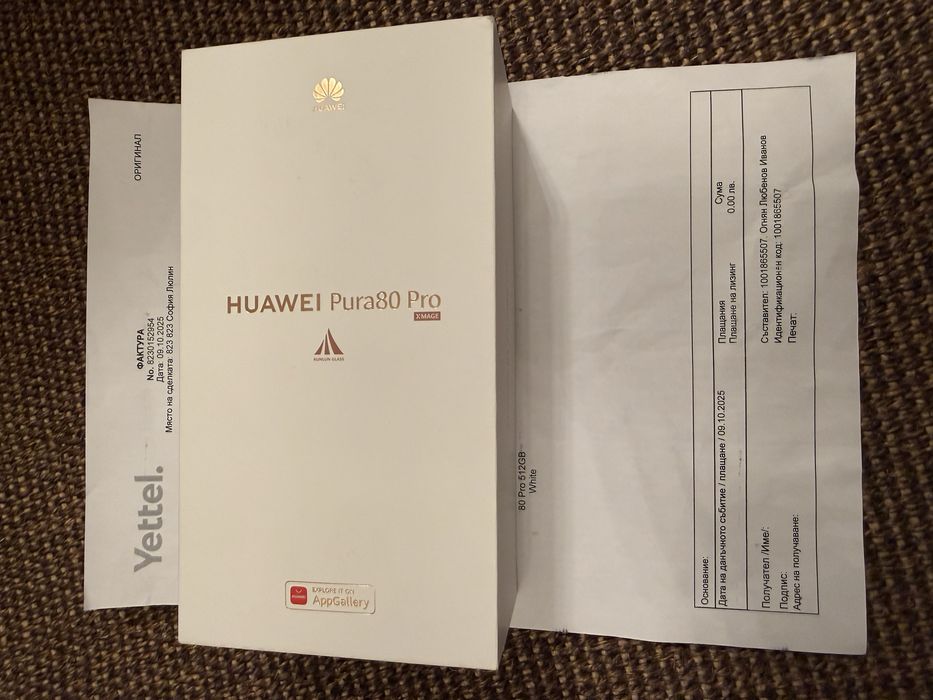 ОРИГИНАЛ
ФАКТУРА
No. 8230152954
Дата: 09.10.2025
Място на сделката: 823 823 София Люлин
Yettel.
HUAWEI
HUAWEI Pura80 Pro
XMAGE
KUNLUN GLASS
EXPLORE IT ON
AppGallery
HUAWEI
80 Pro 512GB
White
Основание:
Дата на данъчното събитие / плащане / 09.10.2025
Плащания Сума
Плащане на лизинг 0.00 лв.
Получател /Име/: Съставител: 1001865507. Огнян Любенов Иванов
Подпис: Идентификационен код: 1001865507
Адрес на получаване: Печат: